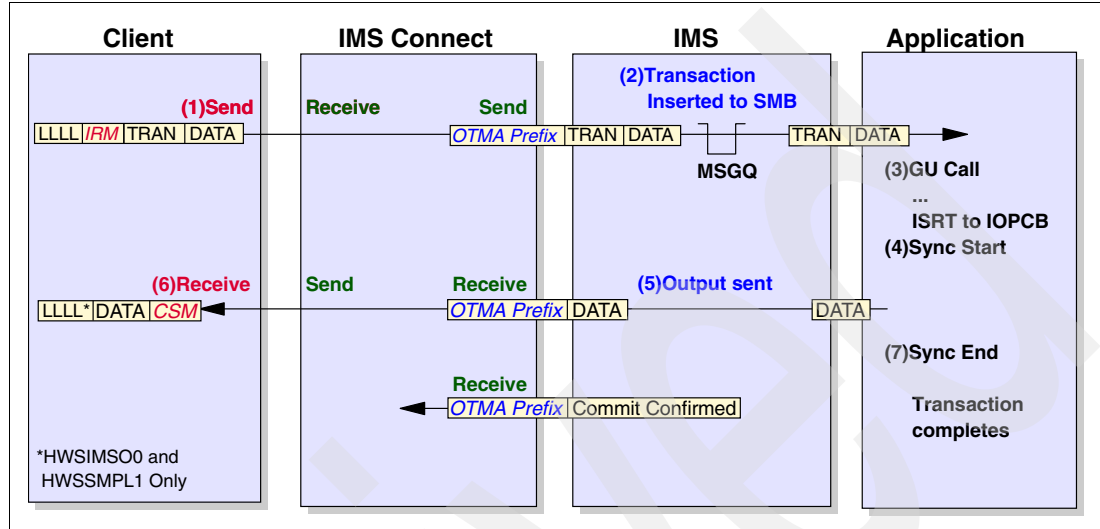 Client
IMS Connect
IMS
Application
(1)Send
Receive
Send
(2)Transaction
Inserted to SMB
LLLL IRM TRAN DATA
OTMA Prefix TRAN DATA
TRAN DATA
MSGQ
(3)GU Call
...
ISRT to IOPCB
(4)Sync Start
(6)Receive
Send
Receive
(5)Output sent
LLLL* DATA CSM
OTMA Prefix DATA
DATA
(7)Sync End
Receive
OTMA Prefix Commit Confirmed
Transaction
completes
*HWSIMSO0 and
HWSSMPL1 Only